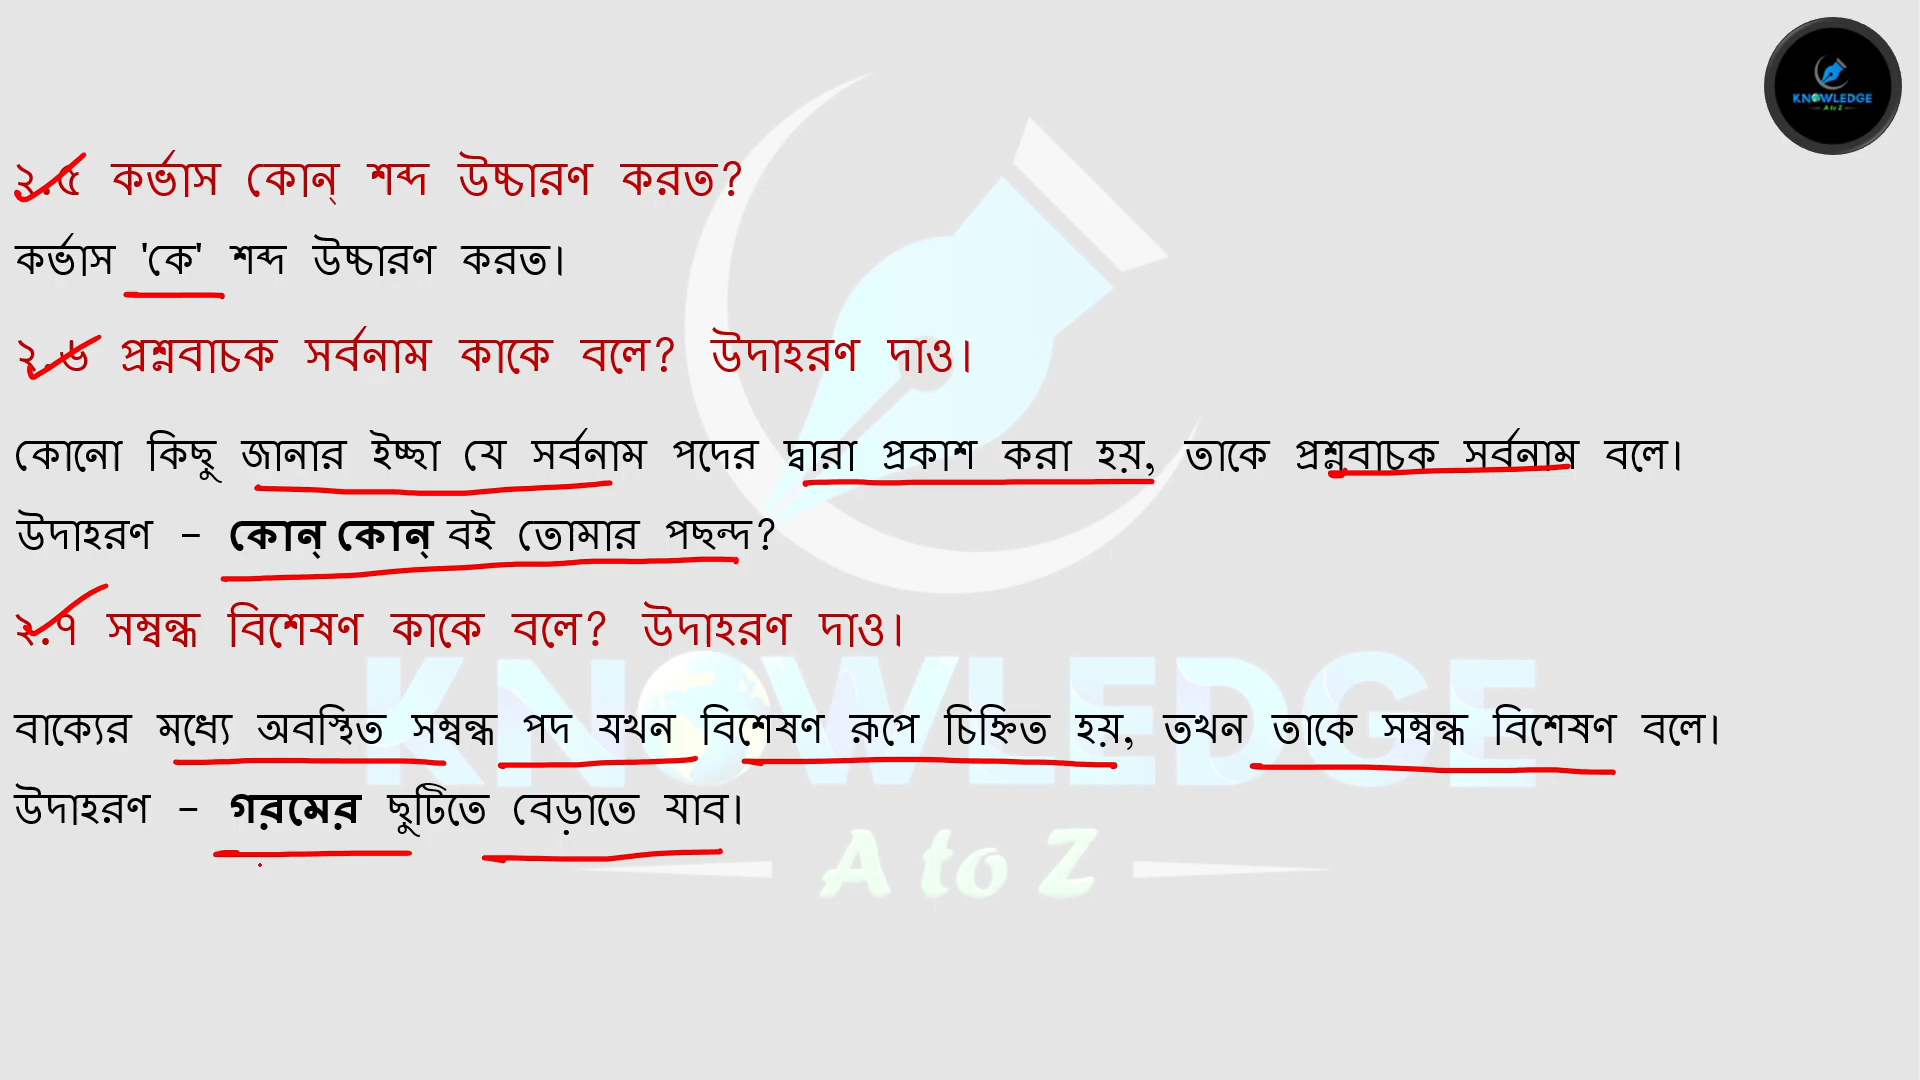 KNOWLEDGE
A to Z
২.৫ কর্ভাস কোন্ শব্দ উচ্চারণ করত?
কর্ভাস 'কে' শব্দ উচ্চারণ করত।
২.৬ প্রশ্নবাচক সর্বনাম কাকে বলে? উদাহরণ দাও।
কোনো কিছু জানার ইচ্ছা যে সর্বনাম পদের দ্বারা প্রকাশ করা হয়, তাকে প্রশ্নবাচক সর্বনাম বলে।
উদাহরণ – কোন্ কোন্ বই তোমার পছন্দ?
২.৭ সম্বন্ধ বিশেষণ কাকে বলে? উদাহরণ দাও।
বাক্যের মধ্যে অবস্থিত সম্বন্ধ পদ যখন বিশেষণ রূপে চিহ্নিত হয়, তখন তাকে সম্বন্ধ বিশেষণ বলে।
উদাহরণ – গরমের ছুটিতে বেড়াতে যাব।
KNOWLEDGE
A to Z